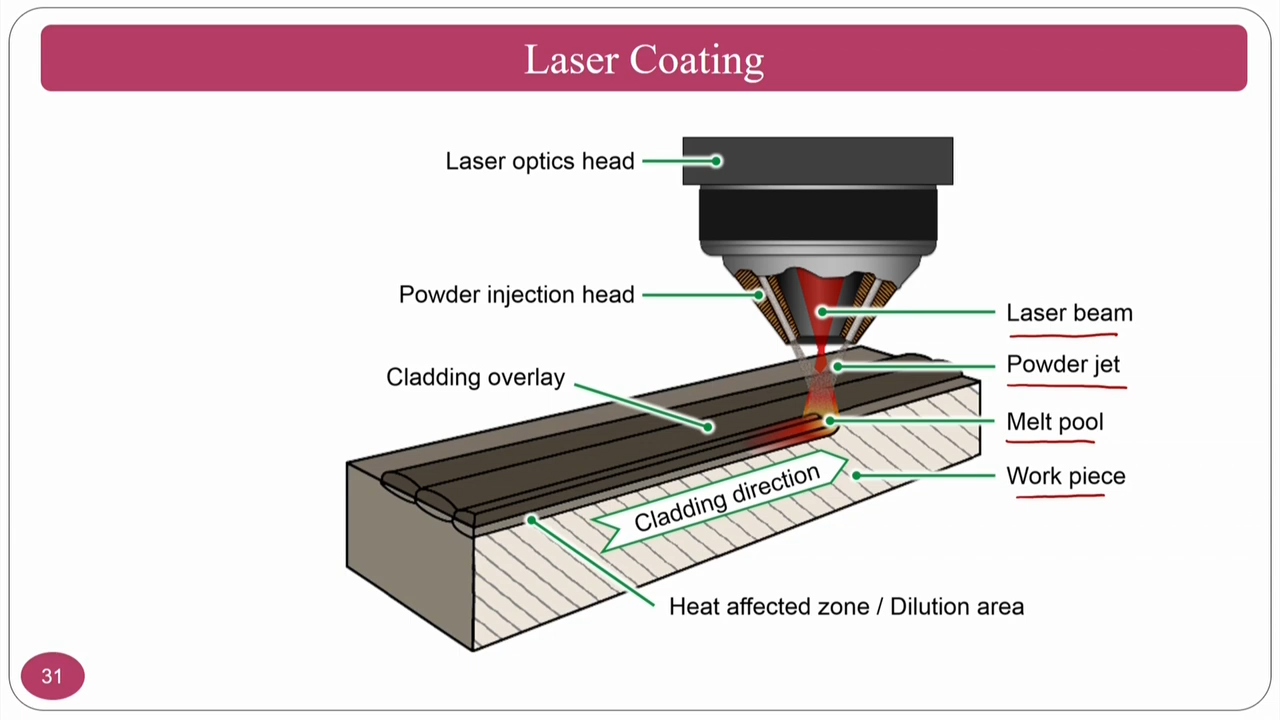 Laser Coating
Laser optics head
Powder injection head
Laser beam
Powder jet
Cladding overlay
Melt pool
Work piece
Cladding direction
Heat affected zone / Dilution area
31